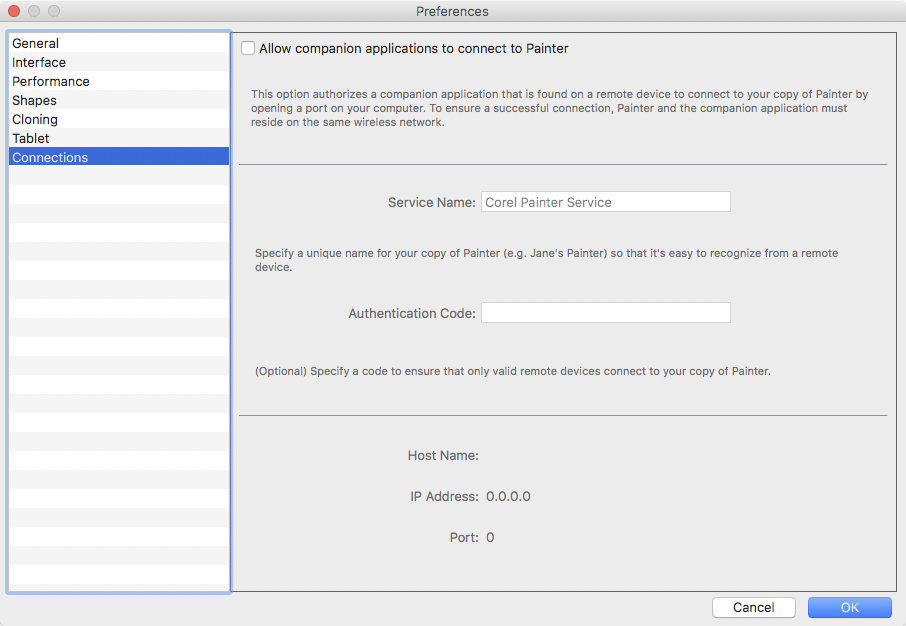 Preferences
General
Interface
Performance
Shapes
Cloning
Tablet
Connections
Allow companion applications to connect to Painter
This option authorizes a companion application that is found on a remote device to connect to your copy of Painter by
opening a port on your computer. To ensure a successful connection, Painter and the companion application must
reside on the same wireless network.
Service Name: Corel Painter Service
Specify a unique name for your copy of Painter (e.g. Jane's Painter) so that it's easy to recognize from a remote
device.
Authentication Code:
(Optional) Specify a code to ensure that only valid remote devices connect to your copy of Painter.
Host Name:
IP Address: 0.0.0.0
Port: 0
Cancel OK